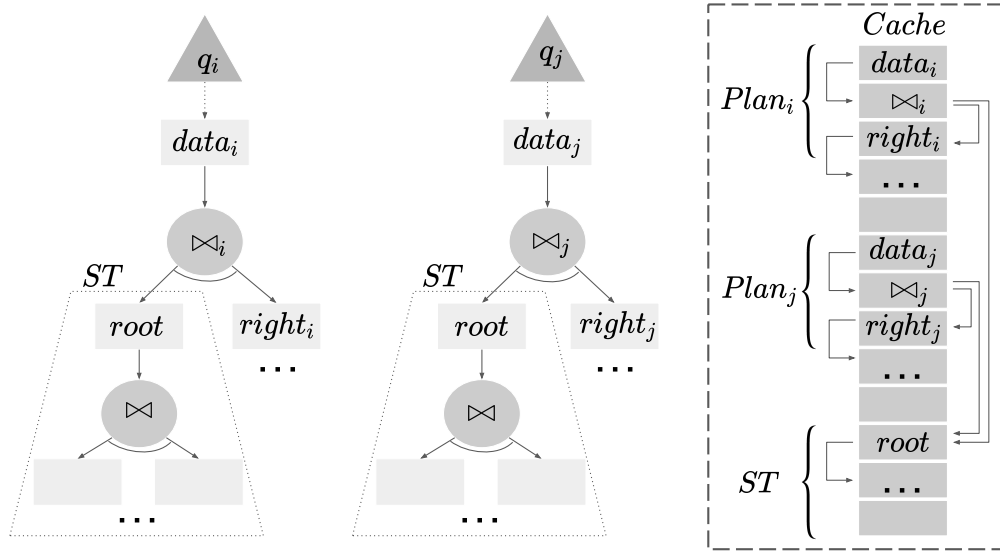 q_i
data_i
⋈_i
ST
root
right_i
...
⋈
...
q_j
data_j
⋈_j
ST
root
right_j
...
⋈
...
Cache
Plan_i
data_i
⋈_i
right_i
...
Plan_j
data_j
⋈_j
right_j
...
ST
root
...